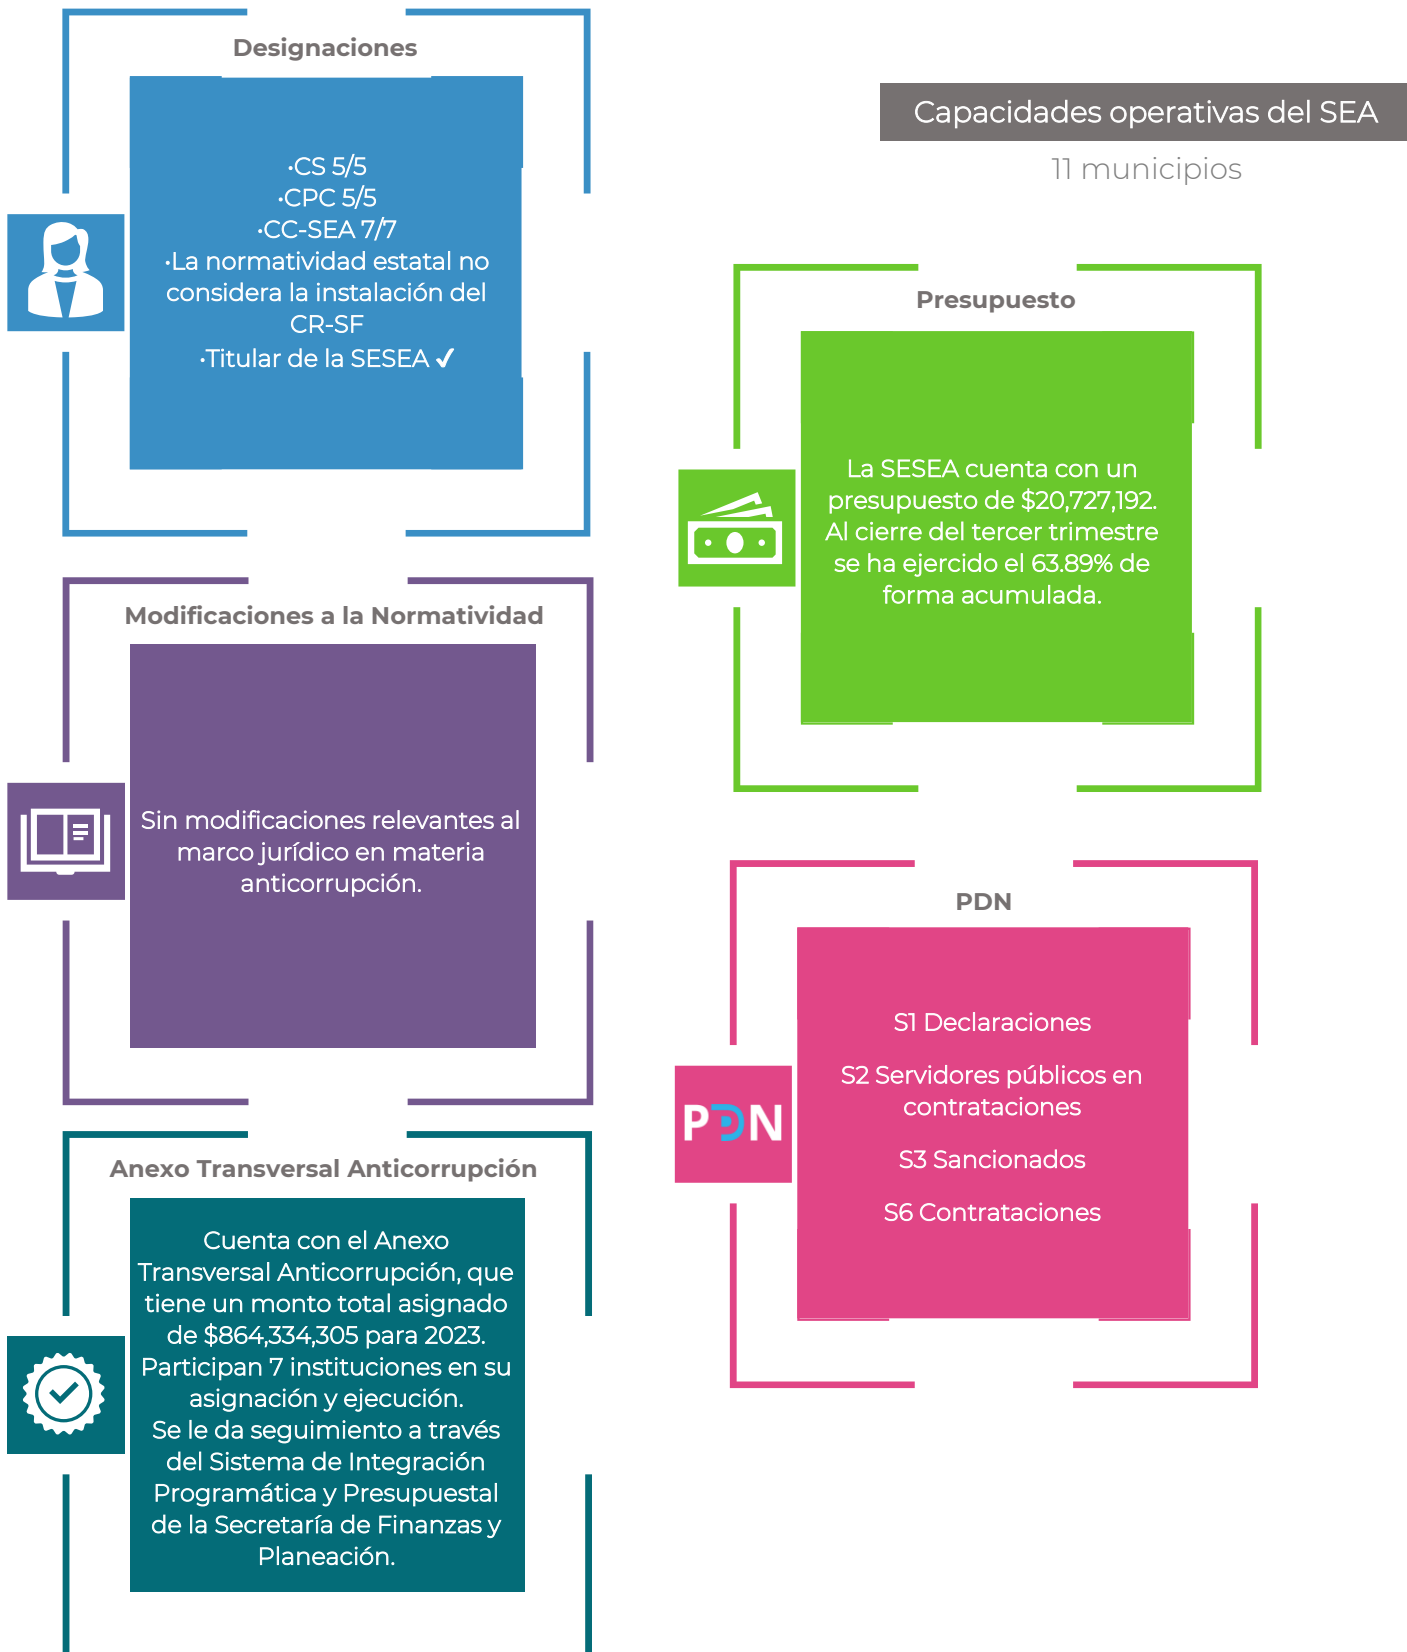 Designaciones
•CS 5/5
•CPC 5/5
•CC-SEA 7/7
•La normatividad estatal no
considera la instalación del
CR-SF
•Titular de la SESEA ✓
Modificaciones a la Normatividad
Sin modificaciones relevantes al
marco jurídico en materia
anticorrupción.
Anexo Transversal Anticorrupción
Cuenta con el Anexo
Transversal Anticorrupción, que
tiene un monto total asignado
de $864,334,305 para 2023.
Participan 7 instituciones en su
asignación y ejecución.
Se le da seguimiento a través
del Sistema de Integración
Programática y Presupuestal
de la Secretaría de Finanzas y
Planeación.
Capacidades operativas del SEA
11 municipios
Presupuesto
La SESEA cuenta con un
presupuesto de $20,727,192.
Al cierre del tercer trimestre
se ha ejercido el 63.89% de
forma acumulada.
PDN
PDN
S1 Declaraciones
S2 Servidores públicos en
contrataciones
S3 Sancionados
S6 Contrataciones